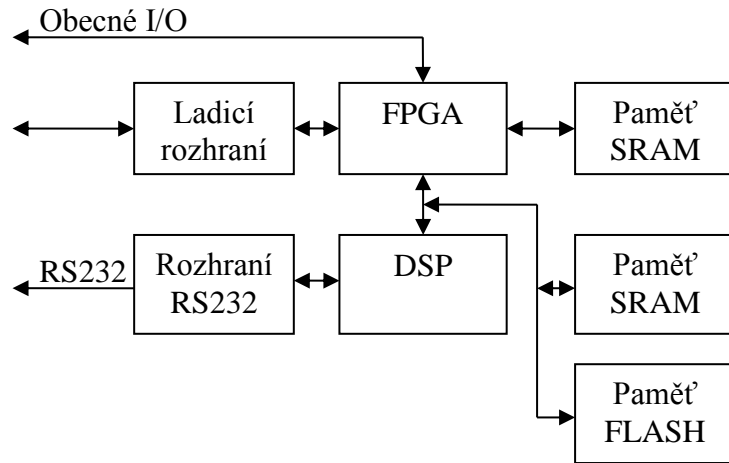 Obecné I/O
Ladicí
rozhraní
FPGA
Paměť
SRAM
RS232
Rozhraní
RS232
DSP
Paměť
SRAM
Paměť
FLASH